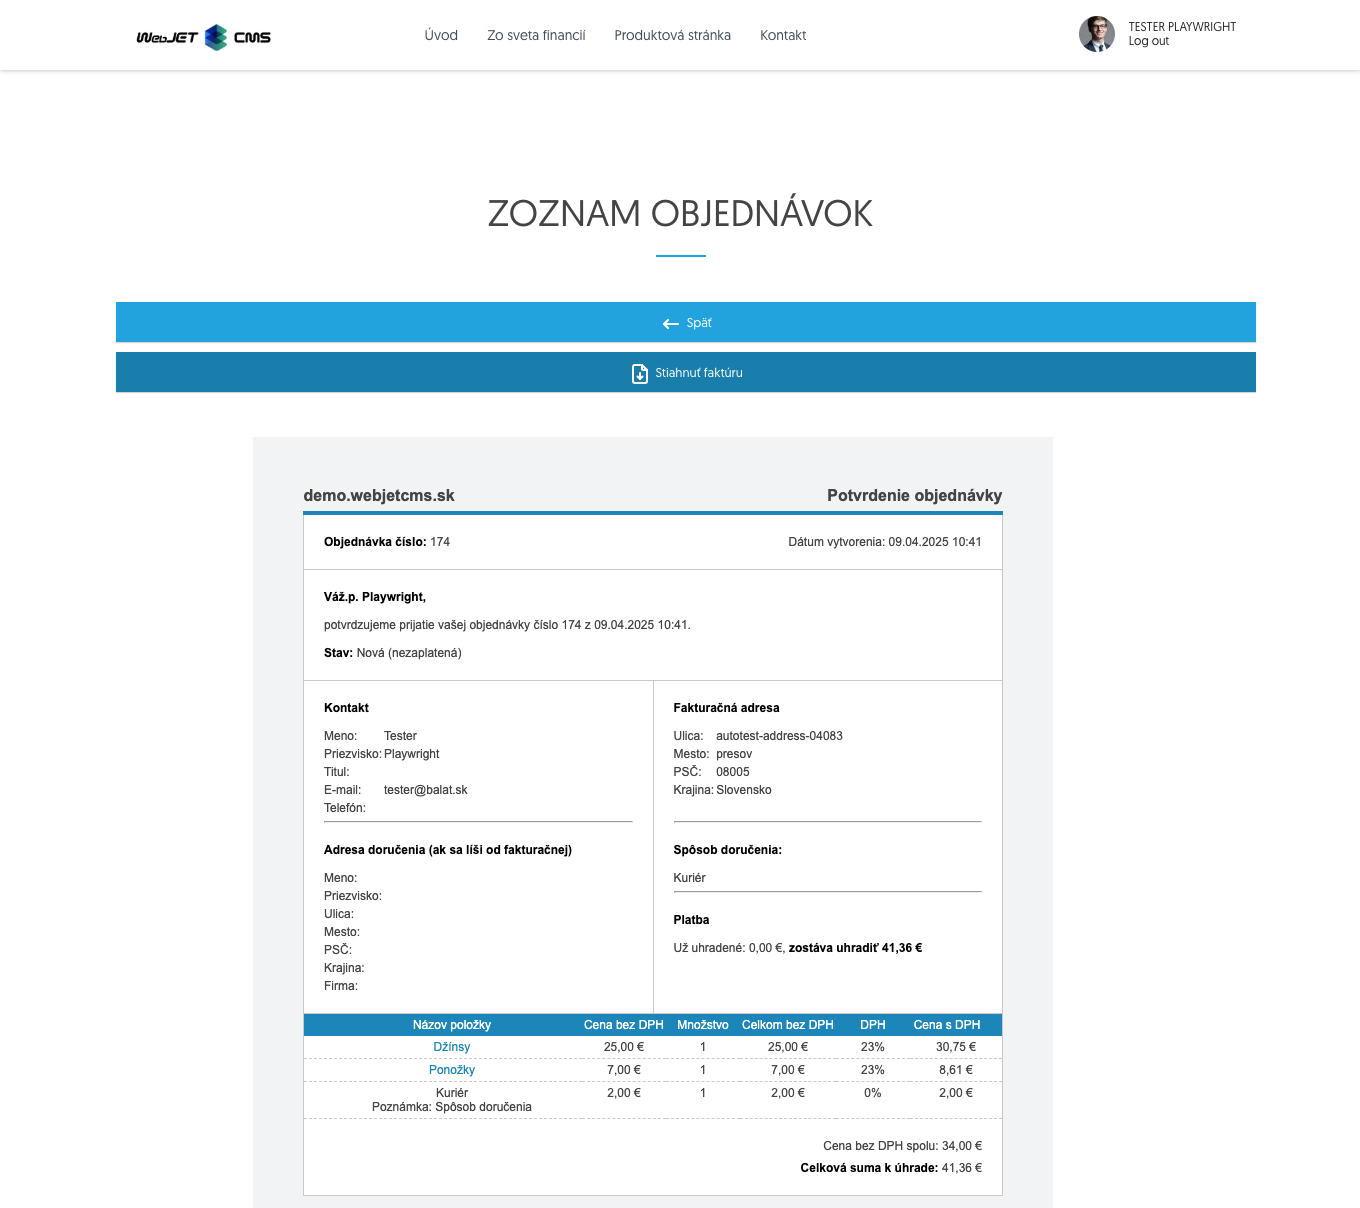 WebJET CMS
Úvod Zo sveta financií Produktová stránka Kontakt
TESTER PLAYWRIGHT
Log out
ZOZNAM OBJEDNÁVOK
Späť
Stiahnuť faktúru
demo.webjetcms.sk Potvrdenie objednávky
Objednávka číslo: 174 Dátum vytvorenia: 09.04.2025 10:41
Váž.p. Playwright,
potvrdzujeme prijatie vašej objednávky číslo 174 z 09.04.2025 10:41.
Stav: Nová (nezaplatená)
Kontakt
Meno: Tester
Priezvisko: Playwright
Titul:
E-mail: tester@balat.sk
Telefón:
Fakturačná adresa
Ulica: autotest-address-04083
Mesto: presov
PSČ: 08005
Krajina: Slovensko
Adresa doručenia (ak sa líši od fakturačnej)
Meno:
Priezvisko:
Ulica:
Mesto:
PSČ:
Krajina:
Firma:
Spôsob doručenia:
Kuriér
Platba
Už uhradené: 0,00 €, zostáva uhradiť 41,36 €
Názov položky Cena bez DPH Množstvo Celkom bez DPH DPH Cena s DPH
Džínsy 25,00 € 1 25,00 € 23% 30,75 €
Ponožky 7,00 € 1 7,00 € 23% 8,61 €
Kuriér 2,00 € 1 2,00 € 0% 2,00 €
Poznámka: Spôsob doručenia
Cena bez DPH spolu: 34,00 €
Celková suma k úhrade: 41,36 €